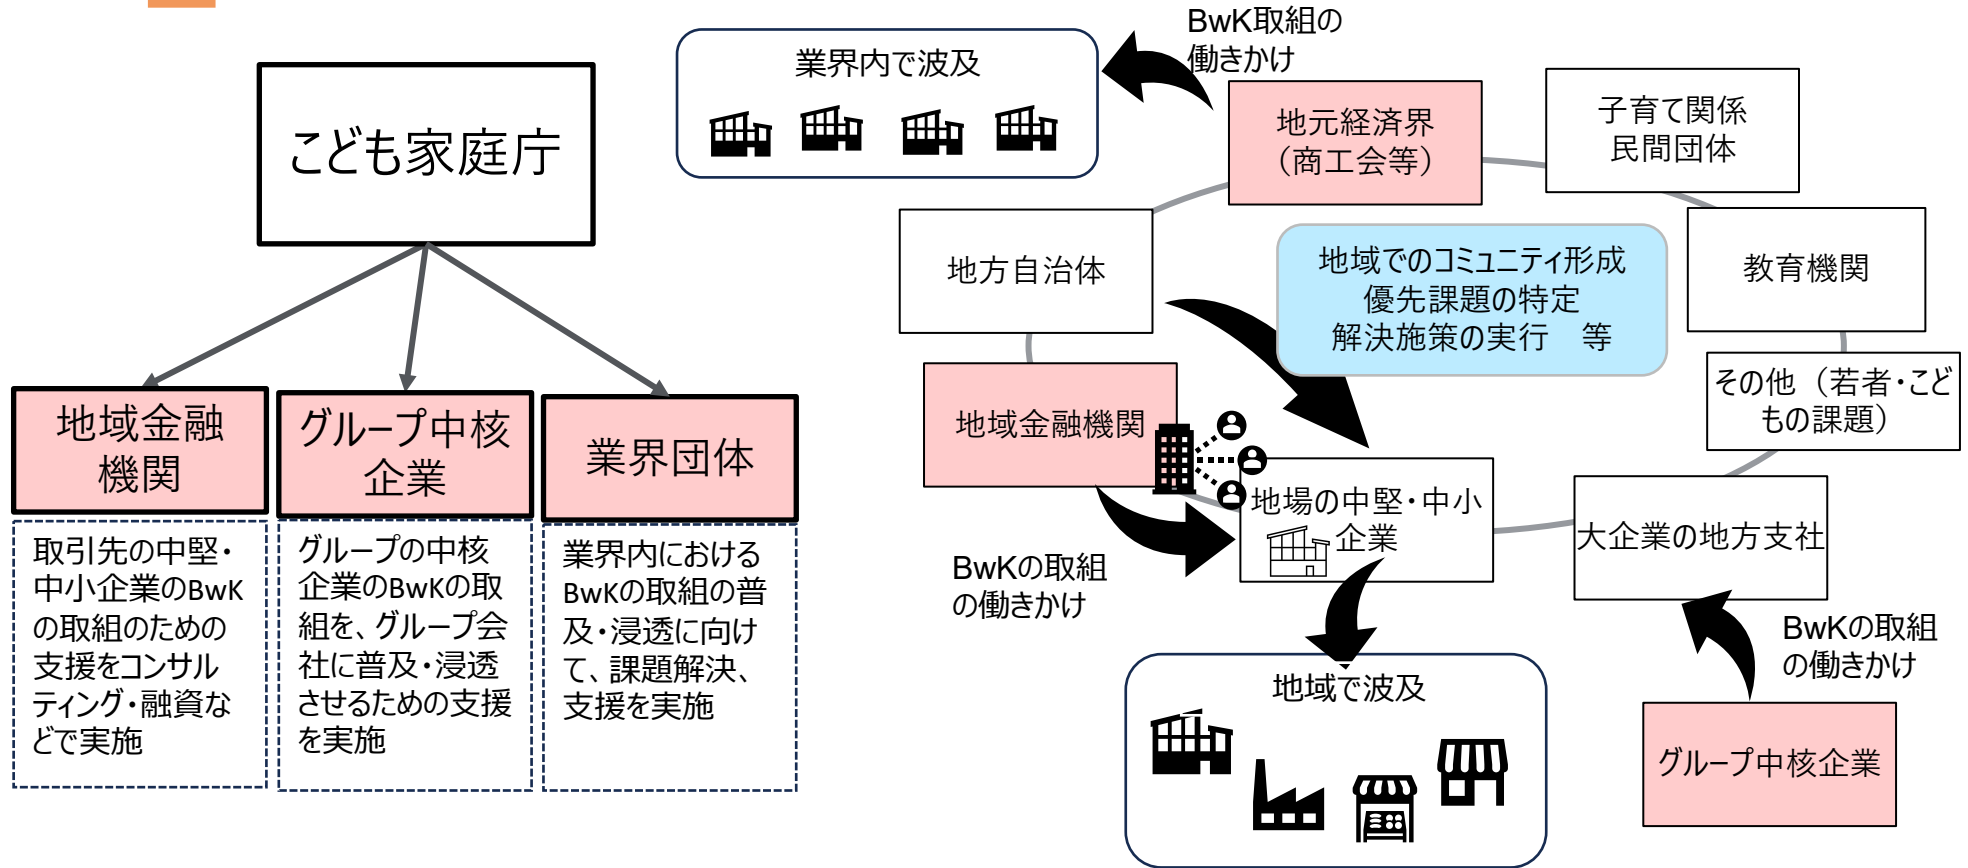 こども家庭庁
地域金融
機関
取引先の中堅・
中小企業のBwK
の取組のための
支援をコンサル
ティング・融資な
どで実施
グループ中核
企業
グループの中核
企業のBwKの取
組を、グループ会
社に普及・浸透
させるための支援
を実施
業界団体
業界内における
BwKの取組の普
及・浸透に向け
て、課題解決、
支援を実施
業界内で波及
BwK取組の
働きかけ
地元経済界
（商工会等）
子育て関係
民間団体
地方自治体
地域でのコミュニティ形成
優先課題の特定
解決施策の実行　等
教育機関
地域金融機関
その他（若者・こど
もの課題）
地場の中堅・中小
企業
大企業の地方支社
BwKの取組
の働きかけ
BwKの取組
の働きかけ
地域で波及
グループ中核企業